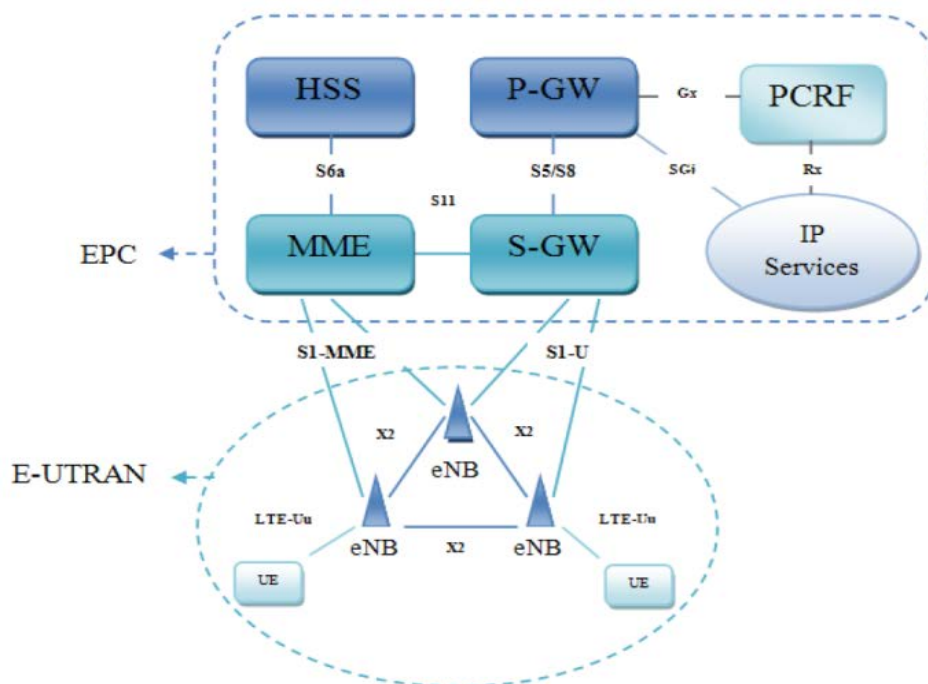 HSS
P-GW
Gx
PCRF
S6a
S5/S8
SGi
Rx
S11
MME
S-GW
IP
Services
EPC
S1-MME
S1-U
X2
X2
eNB
E-UTRAN
LTE-Uu
LTE-Uu
eNB
X2
eNB
UE
UE